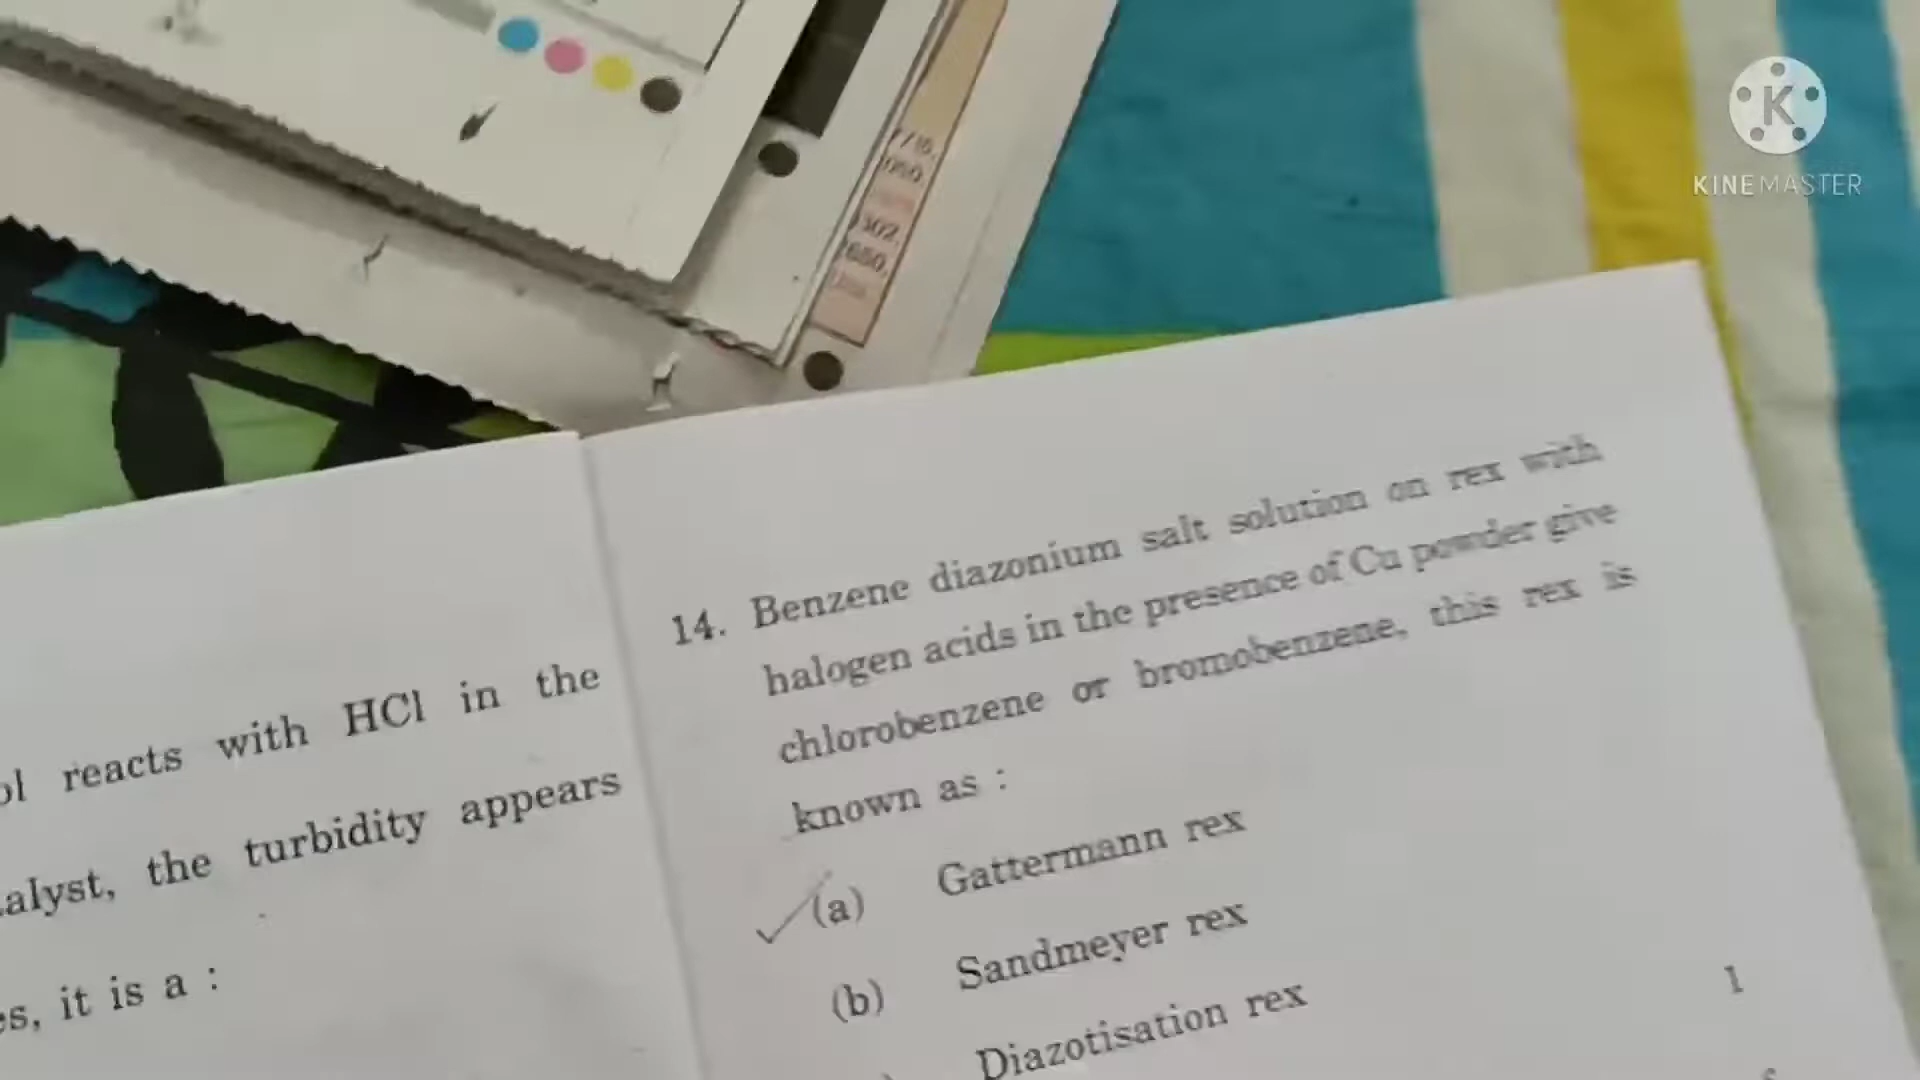 KINEMASTER
302,
ol reacts with HCl in the
alyst, the turbidity appears
es, it is a :
14. Benzene diazonium salt solution on rex with
halogen acids in the presence of Cu powder give
chlorobenzene or bromobenzene, this rex is
known as :
(a) Gattermann rex
(b) Sandmeyer rex
Diazotisation rex
1